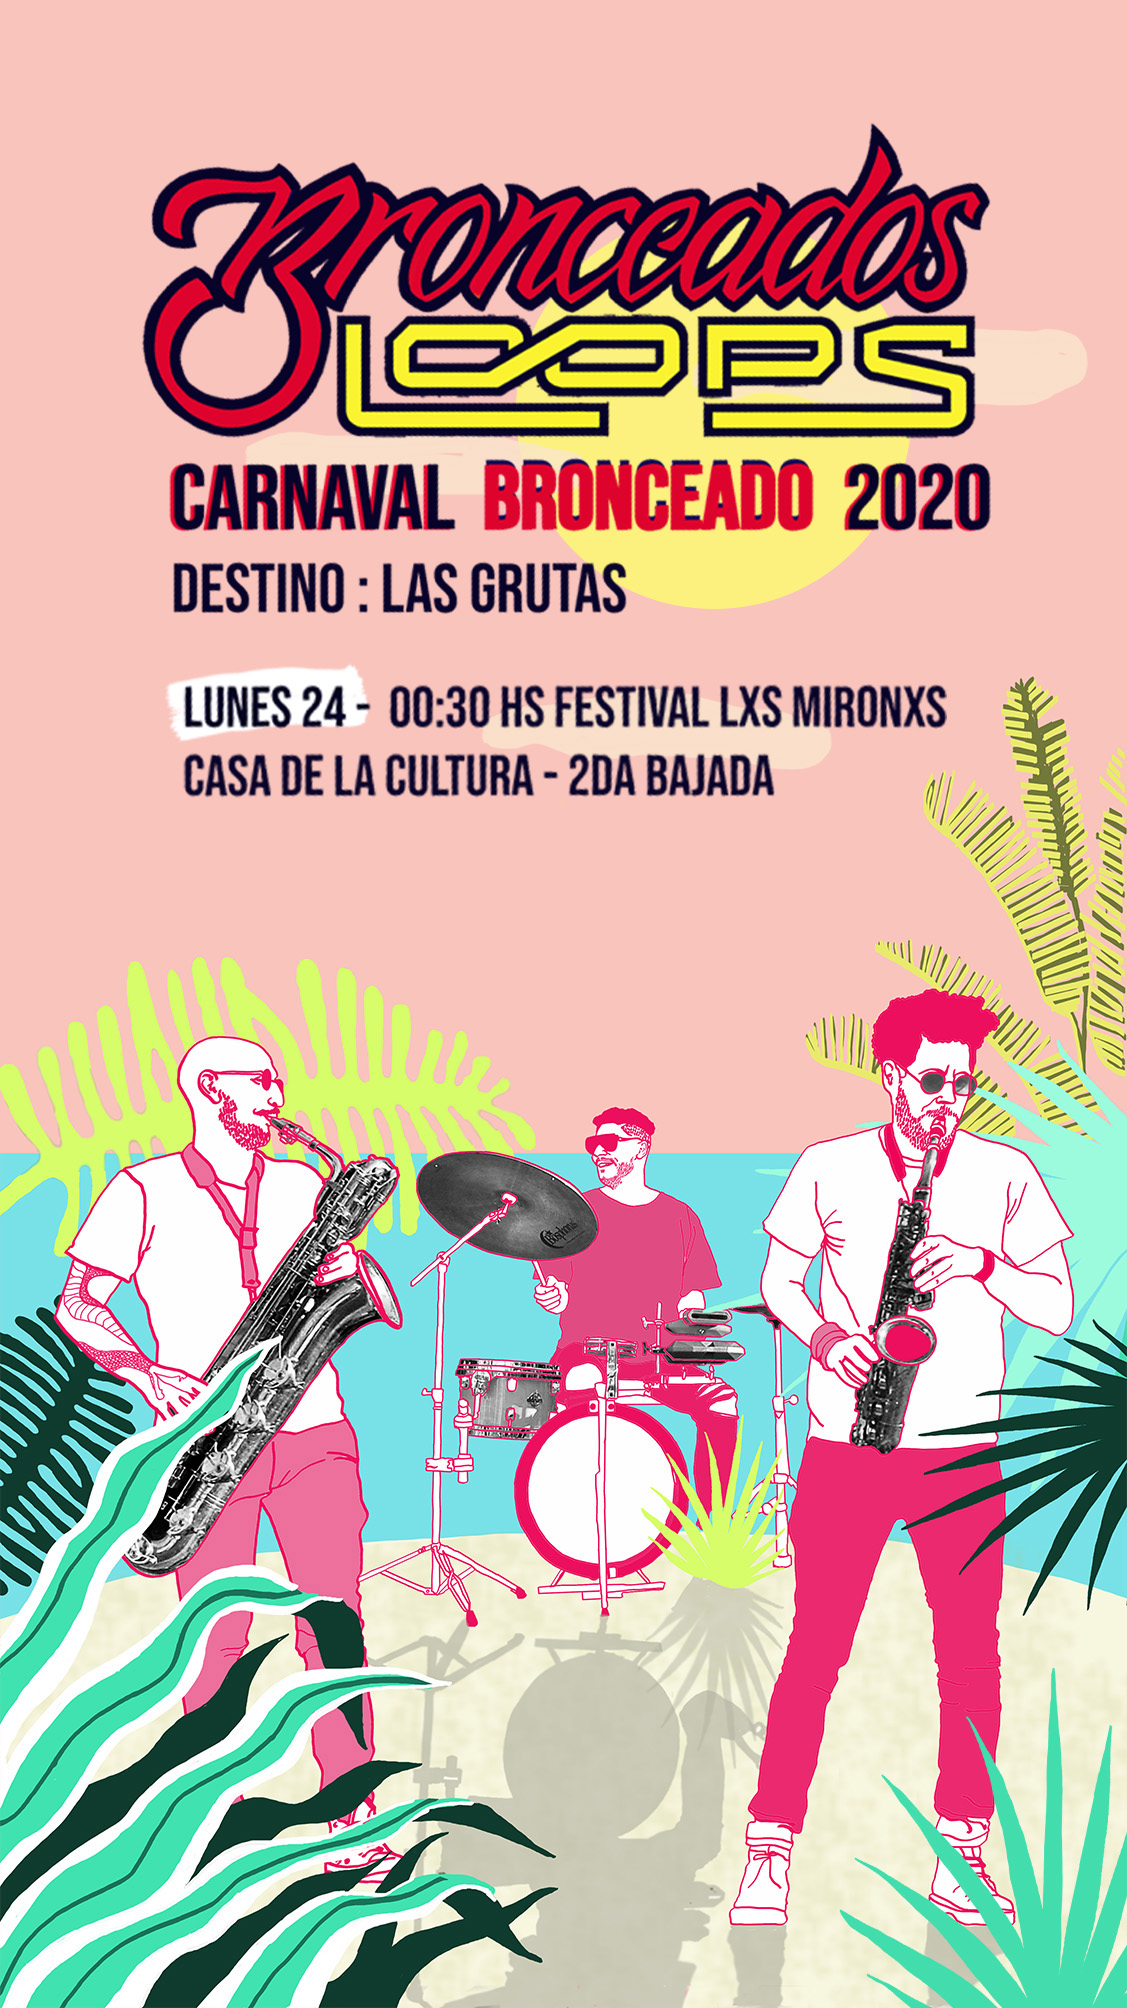 Bronceados
LOOPS
CARNAVAL BRONCEADO 2020
DESTINO : LAS GRUTAS
LUNES 24 - 00:30 HS FESTIVAL LXS MIRONXS
CASA DE LA CULTURA - 2DA BAJADA
Bosphorus